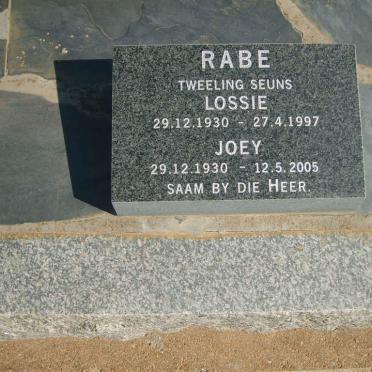 RABE
TWEELING SEUNS
LOSSIE
29.12.1930 - 27.4.1997
JOEY
29.12.1930 - 12.5.2005
SAAM BY DIE HEER.